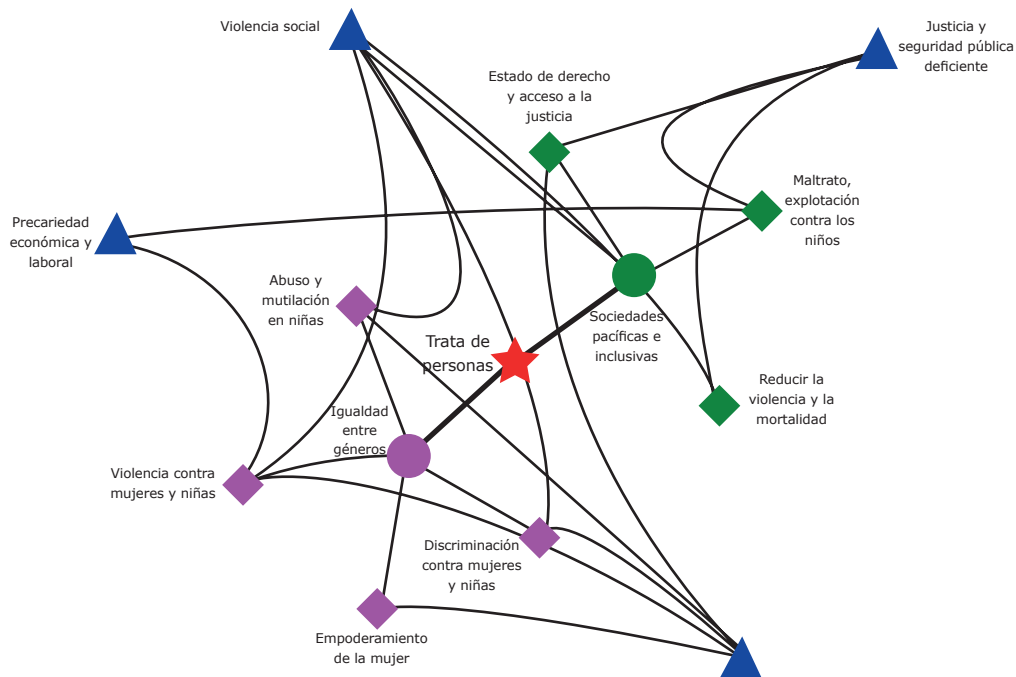 Violencia social
Justicia y
seguridad pública
deficiente
Estado de derecho
y acceso a la
justicia
Maltrato,
explotación
contra los
niños
Precariedad
económica y
laboral
Abuso y
mutilación
en niñas
Sociedades
pacíficas e
inclusivas
Trata de
personas
Reducir la
violencia y la
mortalidad
Igualdad
entre
géneros
Violencia contra
mujeres y niñas
Discriminación
contra mujeres
y niñas
Empoderamiento
de la mujer